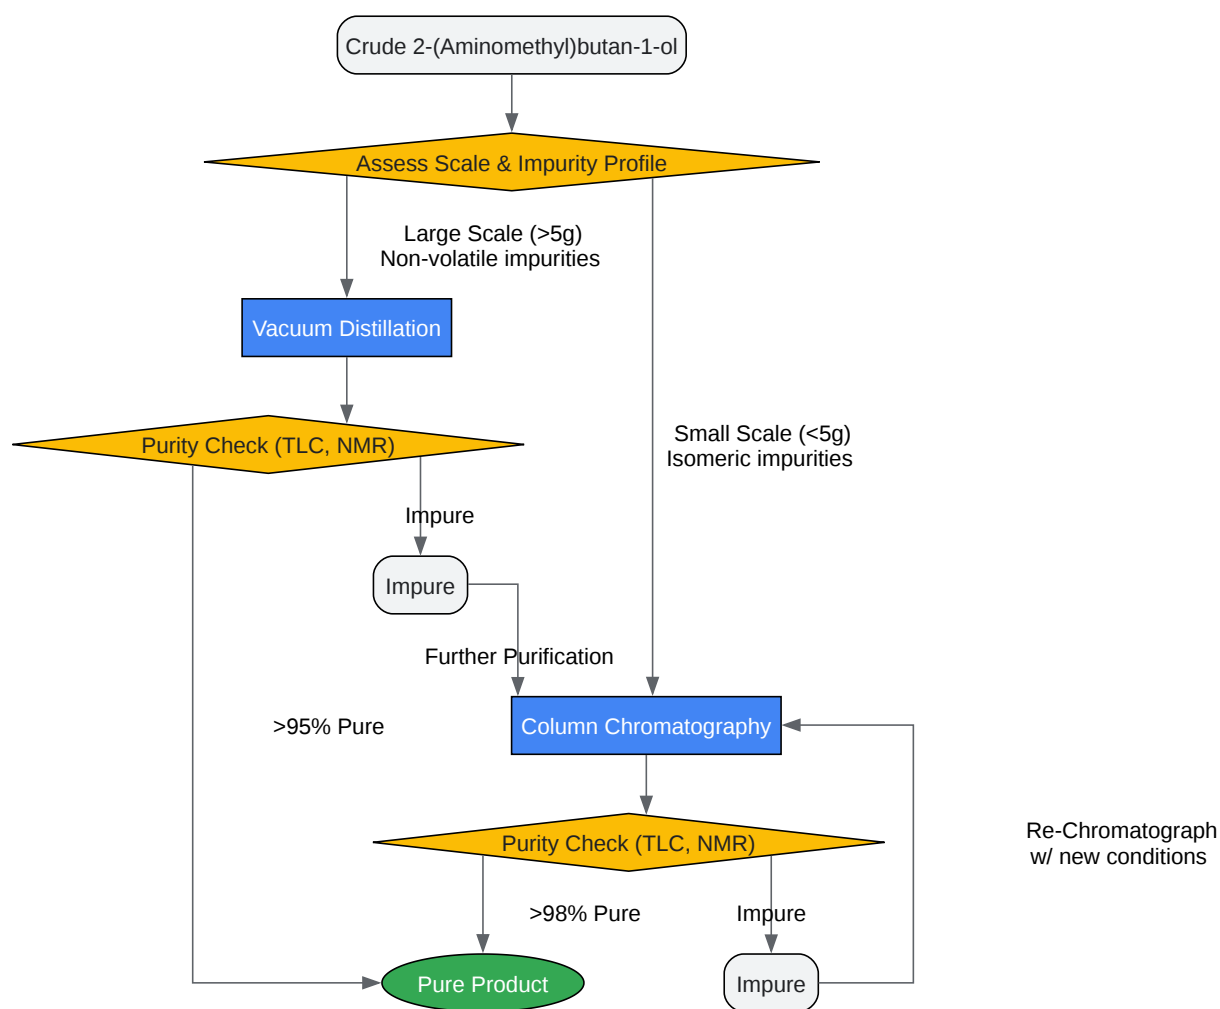 Crude 2-(Aminomethyl)butan-1-ol
Assess Scale & Impurity Profile
Large Scale (>5g)
Non-volatile impurities
Vacuum Distillation
Small Scale (<5g)
Isomeric impurities
Purity Check (TLC, NMR)
Impure
Impure
Further Purification
>95% Pure
Column Chromatography
Re-Chromatograph
w/ new conditions
Purity Check (TLC, NMR)
>98% Pure
Impure
Pure Product
Impure